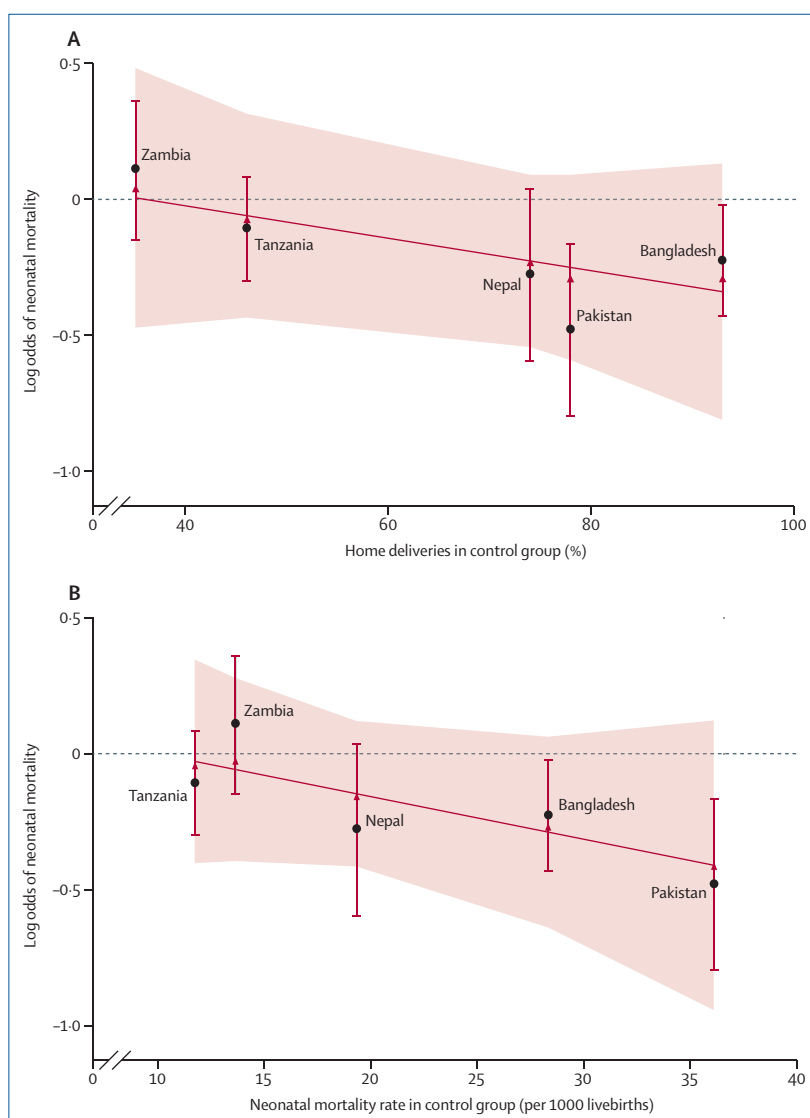 A
0·5
Zambia
0
Tanzania
Bangladesh
Nepal
Pakistan
–0·5
–1·0
Log odds of neonatal mortality
0 40 60 80 100
Home deliveries in control group (%)
B
0·5
Zambia
0
Tanzania
Nepal
Bangladesh
–0·5
Pakistan
–1·0
Log odds of neonatal mortality
0 10 15 20 25 30 35 40
Neonatal mortality rate in control group (per 1000 livebirths)